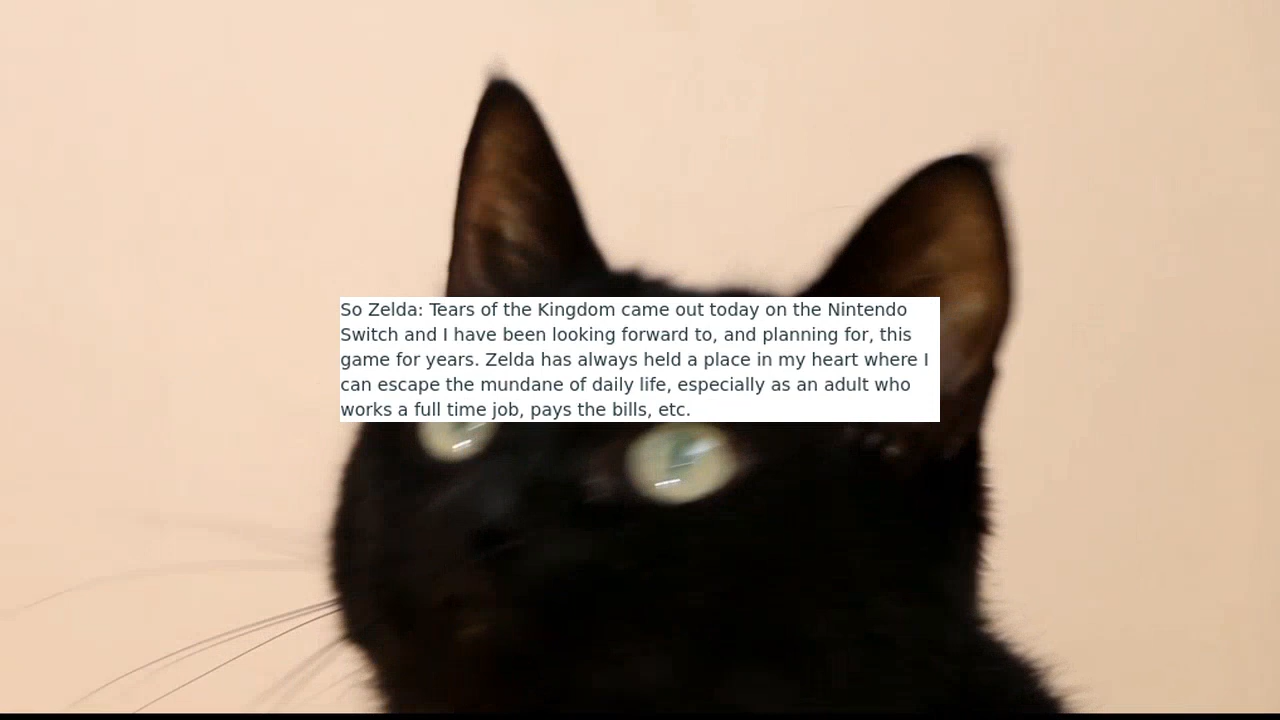 So Zelda: Tears of the Kingdom came out today on the Nintendo
Switch and I have been looking forward to, and planning for, this
game for years. Zelda has always held a place in my heart where I
can escape the mundane of daily life, especially as an adult who
works a full time job, pays the bills, etc.